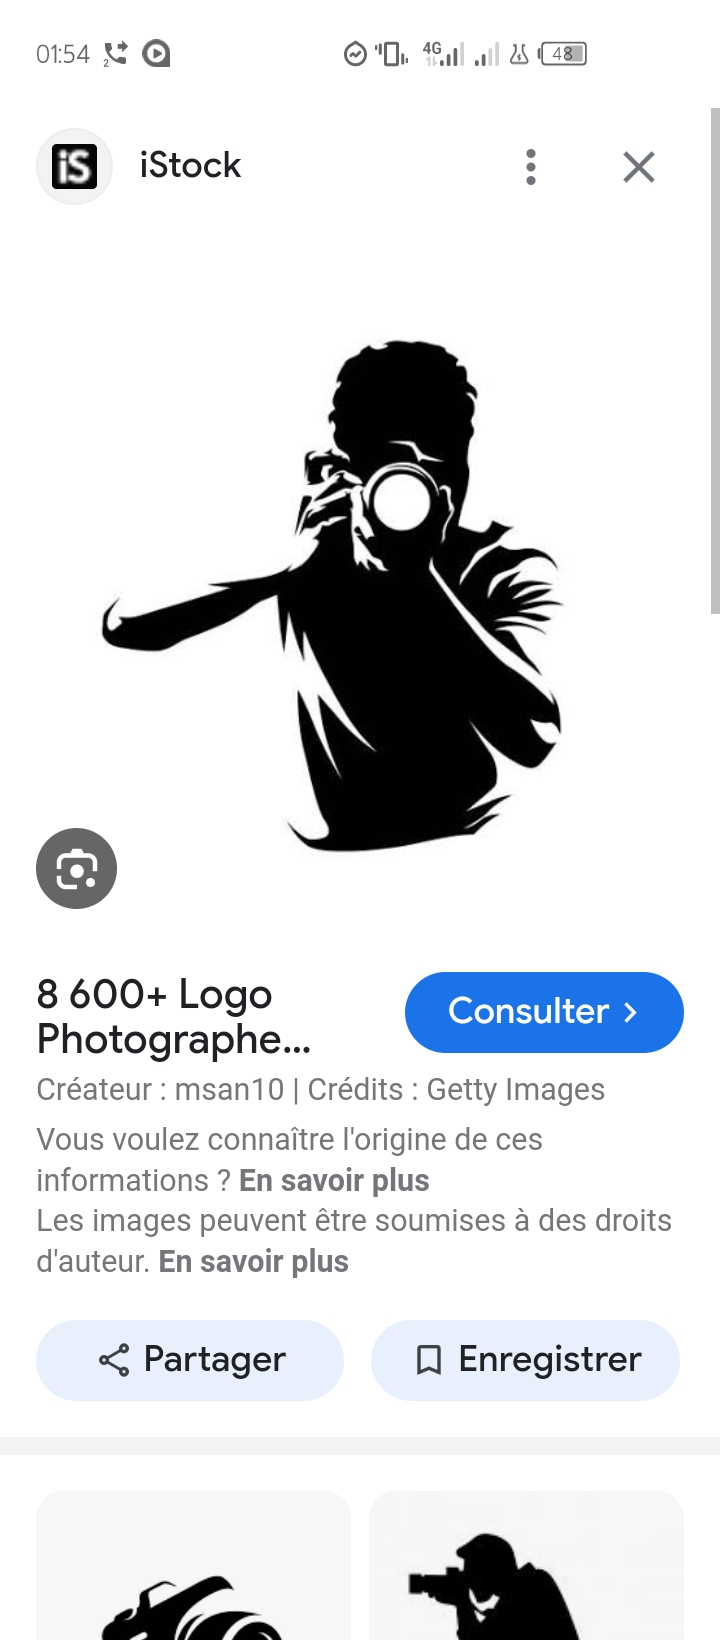 01:54
2
4G
48
iS
iStock
8 600+ Logo
Photographe...
Consulter
Créateur : msan10 | Crédits : Getty Images
Vous voulez connaître l'origine de ces
informations ? En savoir plus
Les images peuvent être soumises à des droits
d'auteur. En savoir plus
Partager
Enregistrer